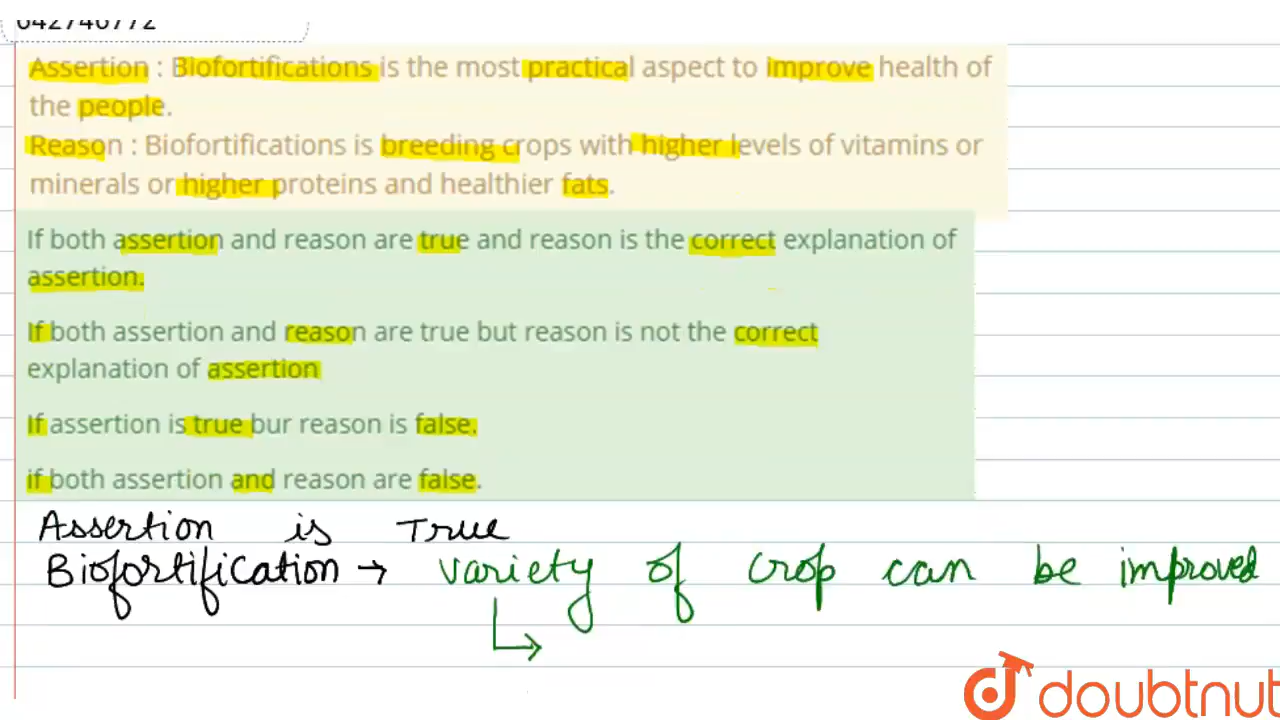 642746772
Assertion : Biofortifications is the most practical aspect to improve health of
the people.
Reason : Biofortifications is breeding crops with higher levels of vitamins or
minerals or higher proteins and healthier fats.
If both assertion and reason are true and reason is the correct explanation of
assertion.
If both assertion and reason are true but reason is not the correct
explanation of assertion
If assertion is true bur reason is false.
if both assertion and reason are false.
Assertion is True
Biofortification → variety of crop can be improved
doubtnut